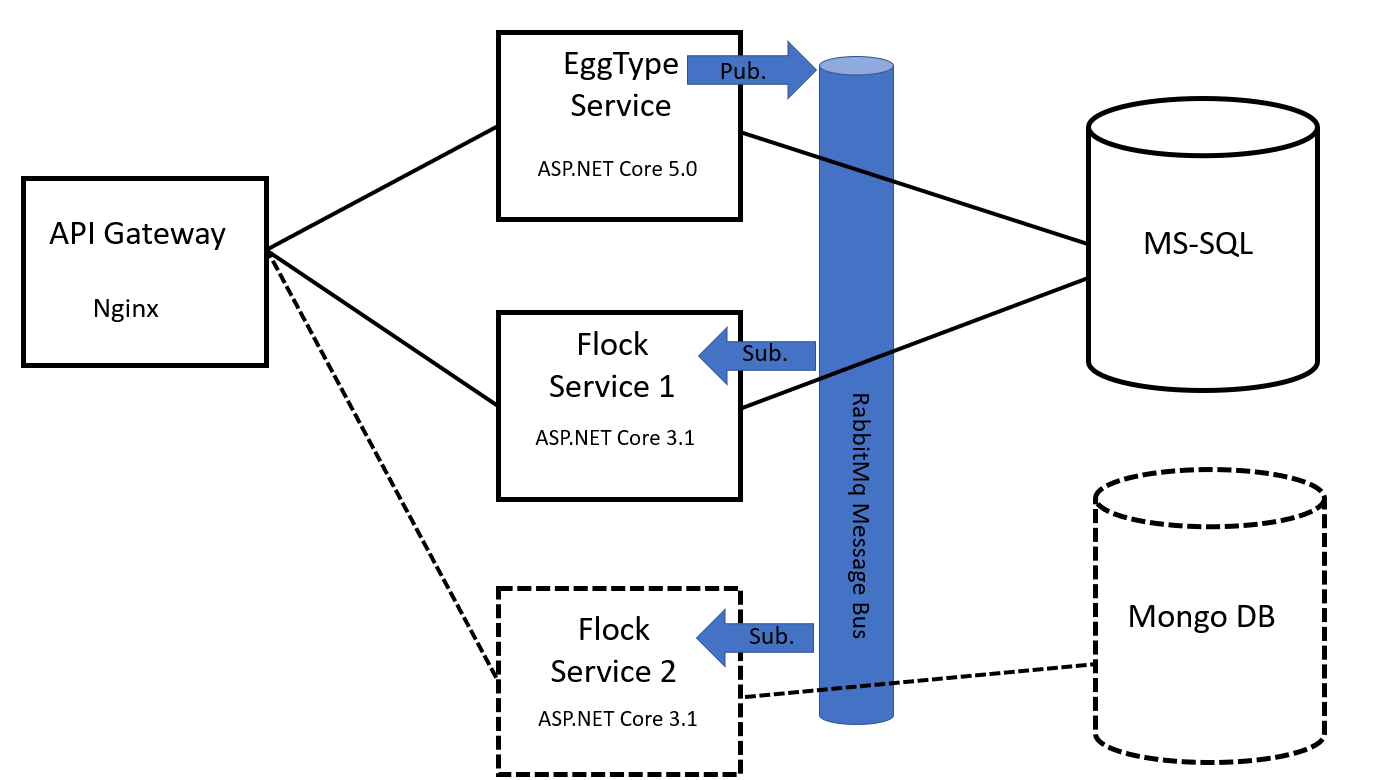 API Gateway
Nginx
EggType
Service
ASP.NET Core 5.0
Pub.
Flock
Service 1
ASP.NET Core 3.1
Sub.
Flock
Service 2
ASP.NET Core 3.1
Sub.
RabbitMq Message Bus
MS-SQL
Mongo DB